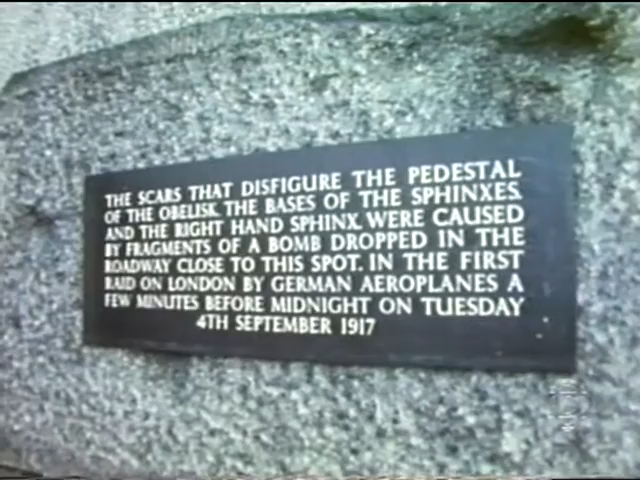 THE SCARS THAT DISFIGURE THE PEDESTAL
OF THE OBELISK, THE BASES OF THE SPHINXES,
AND THE RIGHT HAND SPHINX, WERE CAUSED
BY FRAGMENTS OF A BOMB DROPPED IN THE
ROADWAY CLOSE TO THIS SPOT. IN THE FIRST
RAID ON LONDON BY GERMAN AEROPLANES A
FEW MINUTES BEFORE MIDNIGHT ON TUESDAY
4TH SEPTEMBER 1917